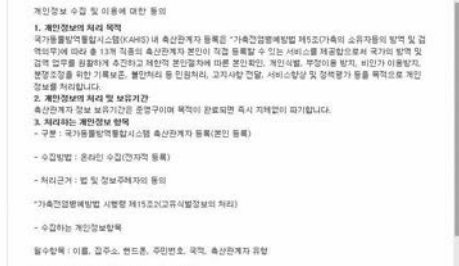 개인정보 수집 및 이용에 대한 동의
1. 개인정보의 처리 목적
국가동물방역통합시스템(KAHIS) 내 축산관계자 등록은 "가축전염병예방법 제5조(가축의 소유자등의 방역 및 검
역의무)에 따라 총 13개 직종의 축산관계자 본인이 직접 등록할 수 있는 서비스를 제공함으로써 국가의 방역 및
검역 업무를 원활하게 추진하고 제한적 본인절차에 따른 본인확인, 개인식별, 부정이용 방지, 비인가 이용방지,
분쟁조정을 위한 기록보존, 불만처리 등 민원처리, 고지사항 전달, 서비스향상 및 정책평가 등을 목적으로 개인
정보를 처리합니다.
2. 개인정보의 처리 및 보유기간
축산관계자 정보 보유기간은 준영구이며 목적이 완료되면 즉시 지체없이 파기합니다.
3. 처리하는 개인정보 항목
- 구분 : 국가동물방역통합시스템 축산관계자 등록(본인 등록)
- 수집방법 : 온라인 수집(전자적 등록)
- 처리근거 : 법 및 정보주체자의 동의
"가축전염병예방법 시행령 제15조2(고유식별정보의 처리)
- 수집하는 개인정보항목
필수항목 : 이름, 집주소, 핸드폰, 주민번호, 국적, 축산관계자 유형